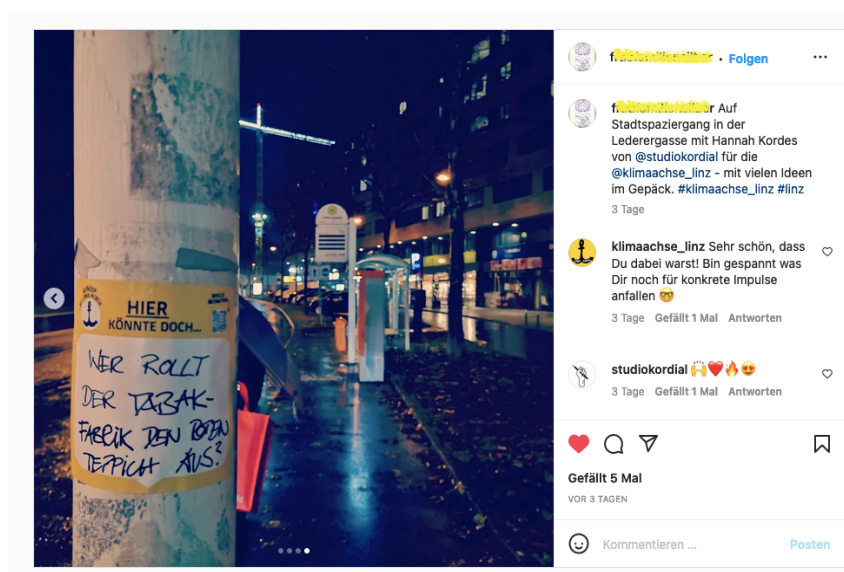 HIER
KÖNNTE DOCH...
WER ROLLT
DER TABAK-
FABRIK DEN ROTEN
TEPPICH AUS?
Folgen
Auf
Stadtspaziergang in der
Lederergasse mit Hannah Kordes
von @studiokordial für die
@klimaachse_linz - mit vielen Ideen
im Gepäck. #klimaachse_linz #linz
3 Tage
klimaachse_linz Sehr schön, dass
Du dabei warst! Bin gespannt was
Dir noch für konkrete Impulse
anfallen 🤓
3 Tage Gefällt 1 Mal Antworten
studiokordial 🙌❤️🔥😍
3 Tage Gefällt 1 Mal Antworten
Gefällt 5 Mal
VOR 3 TAGEN
Kommentieren ...
Posten